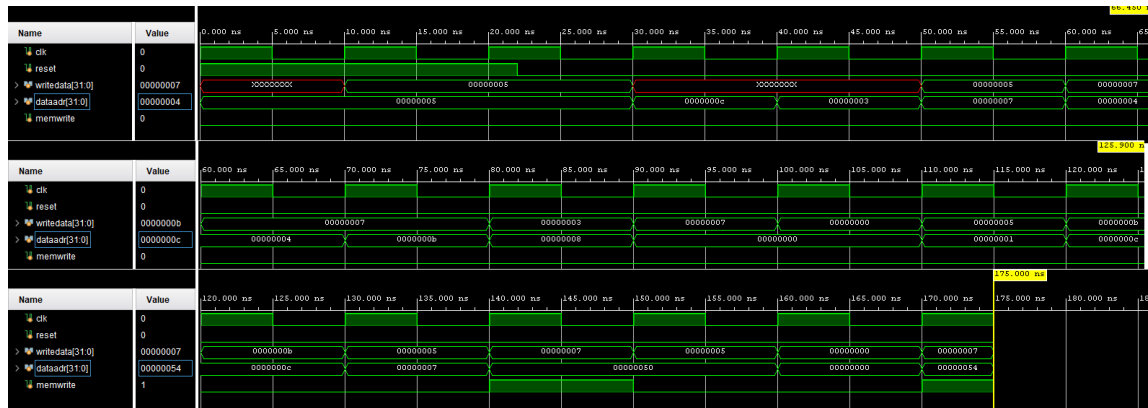 66.450 n
Name Value 0.000 ns 5.000 ns 10.000 ns 15.000 ns 20.000 ns 25.000 ns 30.000 ns 35.000 ns 40.000 ns 45.000 ns 50.000 ns 55.000 ns 60.000 ns 65
clk 0
reset 0
writedata[31:0] 00000007 XXXXXXXX 00000005 XXXXXXXX 00000005 00000007
dataadr[31:0] 00000004 00000005 0000000c 00000003 00000007 00000004
memwrite 0
125.900 n
Name Value 60.000 ns 65.000 ns 70.000 ns 75.000 ns 80.000 ns 85.000 ns 90.000 ns 95.000 ns 100.000 ns 105.000 ns 110.000 ns 115.000 ns 120.000 ns
clk 0
reset 0
writedata[31:0] 0000000b 00000007 00000003 00000007 00000000 00000005 0000000b
dataadr[31:0] 0000000c 00000004 0000000b 00000008 00000000 00000001 0000000c
memwrite 0
175.000 ns
Name Value 120.000 ns 125.000 ns 130.000 ns 135.000 ns 140.000 ns 145.000 ns 150.000 ns 155.000 ns 160.000 ns 165.000 ns 170.000 ns 175.000 ns 180.000 ns
clk 0
reset 0
writedata[31:0] 00000007 0000000b 00000005 00000007 00000005 00000000 00000007
dataadr[31:0] 00000054 0000000c 00000007 00000050 00000000 00000054
memwrite 1